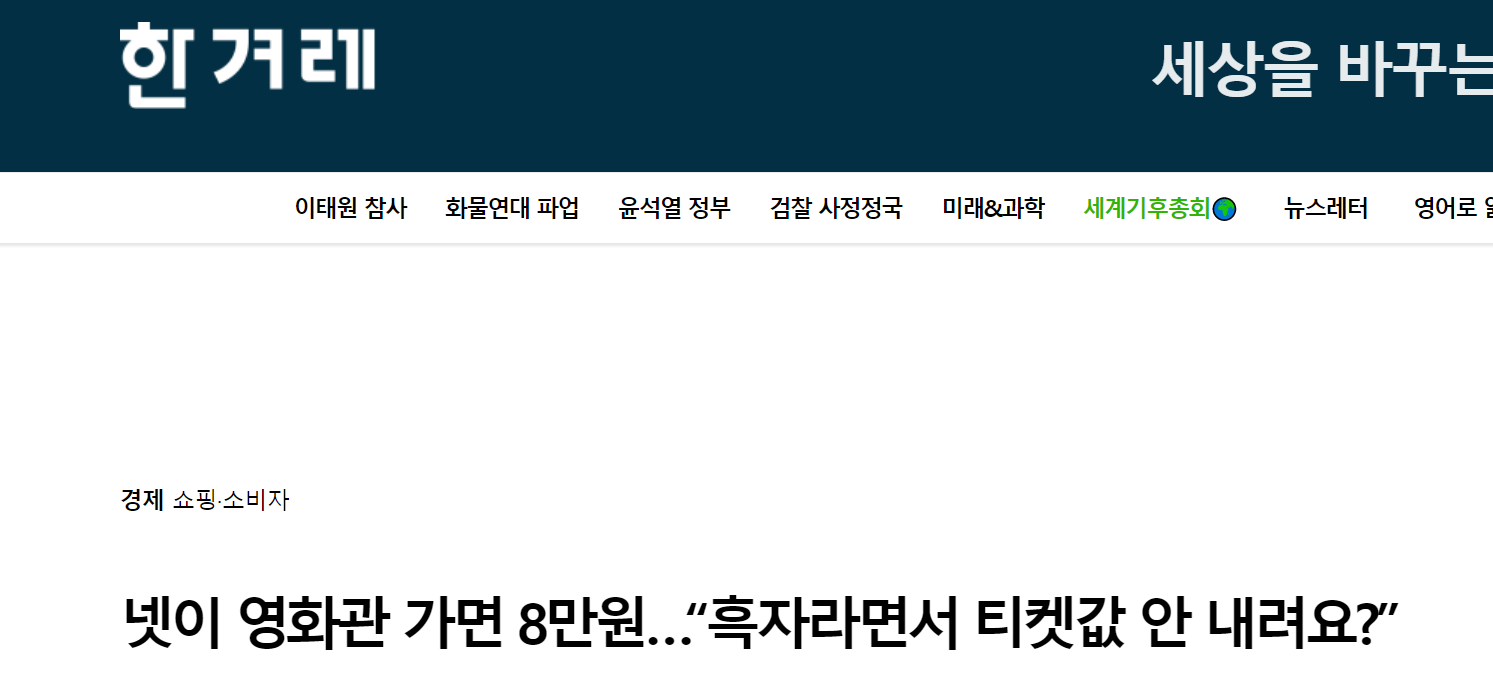 한겨레
세상을 바꾸는
이태원 참사 화물연대 파업 윤석열 정부 검찰 사정정국 미래&과학 세계기후총회🌍 뉴스레터 영어로
경제 쇼핑·소비자
넷이 영화관 가면 8만원…“흑자라면서 티켓값 안 내려요?”